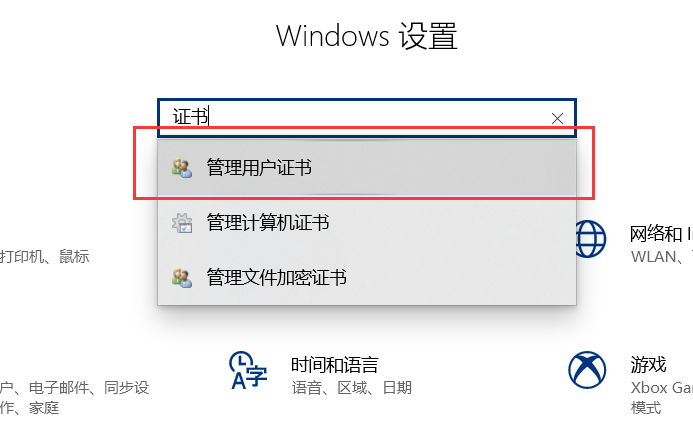 Windows 设置
证书
管理用户证书
管理计算机证书
管理文件加密证书
网络和 I
打印机、鼠标
WLAN、
时间和语言
游戏
户、电子邮件、同步设
语音、区域、日期
Xbox Ga
作、家庭
模式